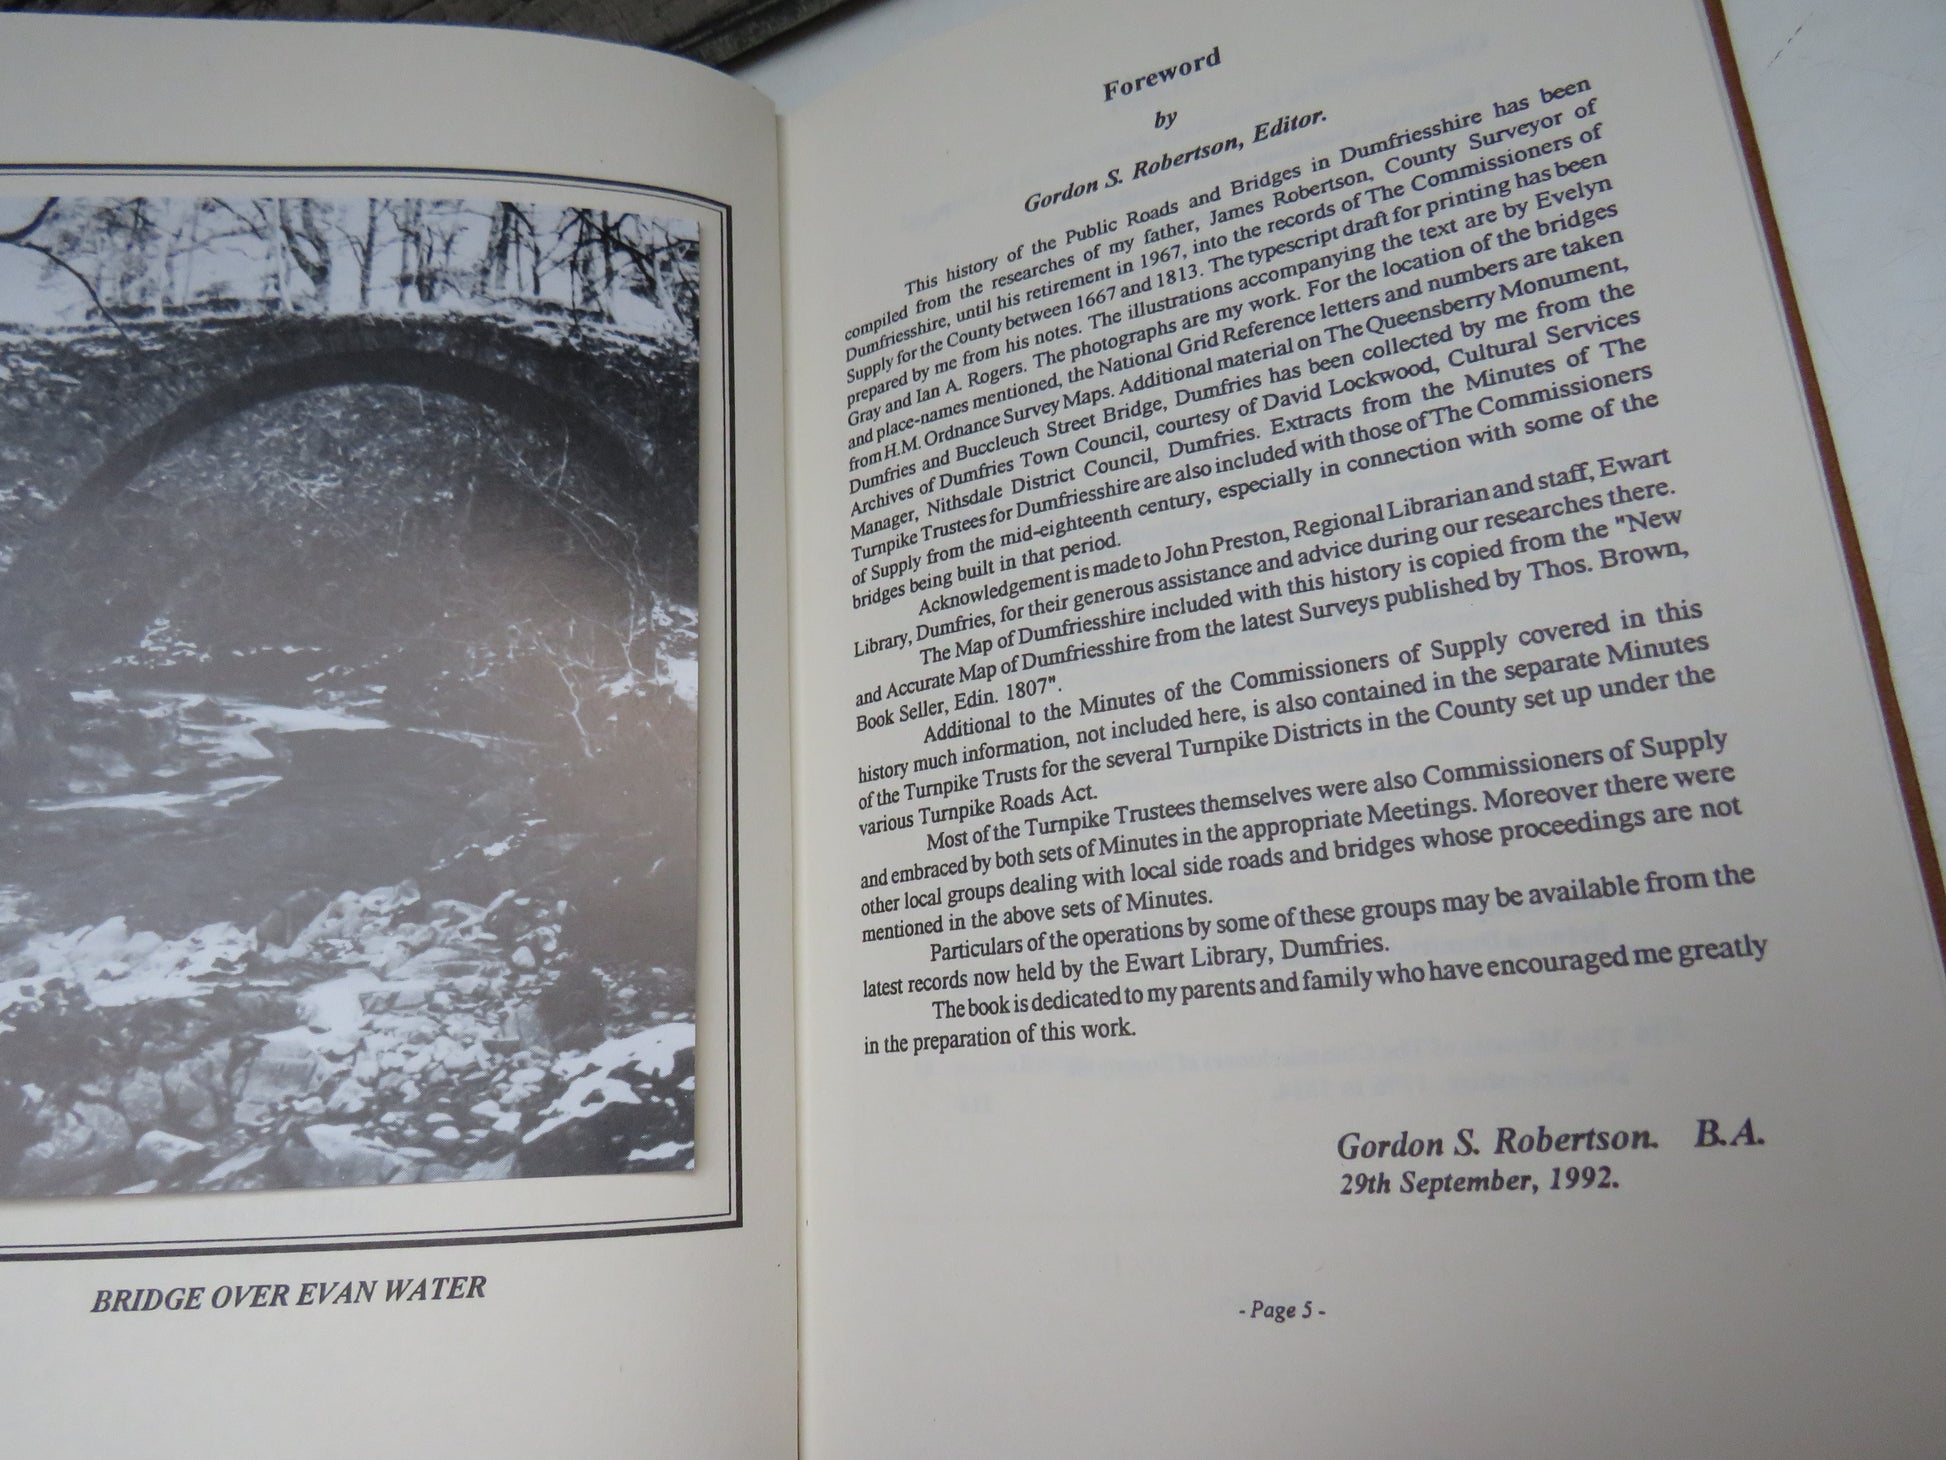 BRIDGE OVER EVAN WATER
Foreword
by
Gordon S. Robertson, Editor.
This history of the Public Roads and Bridges in Dumfriesshire has been
compiled from the researches of my father, James Robertson, County Surveyor of
Dumfriesshire, until his retirement in 1967, into the records of The Commissioners of
Supply for the County between 1667 and 1813. The typescript draft for printing has been
prepared by me from his notes. The illustrations accompanying the text are by Evelyn
Gray and Ian A. Rogers. The photographs are my work. For the location of the bridges
and place-names mentioned, the National Grid Reference letters and numbers are taken
from H.M. Ordnance Survey Maps. Additional material on The Queensberry Monument,
Dumfries and Buccleuch Street Bridge, Dumfries has been collected by me from the
Archives of Dumfries Town Council, courtesy of David Lockwood, Cultural Services
Manager, Nithsdale District Council, Dumfries. Extracts from the Minutes of The
Turnpike Trustees for Dumfriesshire are also included with those of The Commissioners
of Supply from the mid-eighteenth century, especially in connection with some of the
bridges being built in that period.
Acknowledgement is made to John Preston, Regional Librarian and staff, Ewart
Library, Dumfries, for their generous assistance and advice during our researches there.
The Map of Dumfriesshire included with this history is copied from the "New
and Accurate Map of Dumfriesshire from the latest Surveys published by Thos. Brown,
Book Seller, Edin. 1807".
Additional to the Minutes of the Commissioners of Supply covered in this
history much information, not included here, is also contained in the separate Minutes
of the Turnpike Trusts for the several Turnpike Districts in the County set up under the
various Turnpike Roads Act.
Most of the Turnpike Trustees themselves were also Commissioners of Supply
and embraced by both sets of Minutes in the appropriate Meetings. Moreover there were
other local groups dealing with local side roads and bridges whose proceedings are not
mentioned in the above sets of Minutes.
Particulars of the operations by some of these groups may be available from the
latest records now held by the Ewart Library, Dumfries.
The book is dedicated to my parents and family who have encouraged me greatly
in the preparation of this work.
Gordon S. Robertson. B.A.
29th September, 1992.
- Page 5 -